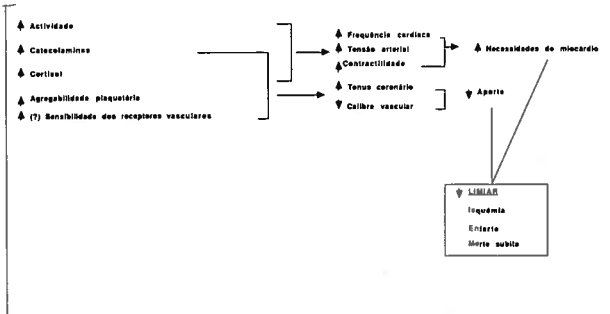 Actividade
Catecolaminas
Cortisol
Agregabilidade plaquetária
(?) Sensibilidade dos receptores vasculares
Frequência cardíaca
Tensão arterial
Contractilidade
Tonus coronário
Calibre vascular
Necessidades do miocárdio
Aporte
LIMIAR
Isquémia
Enfarte
Morte subita